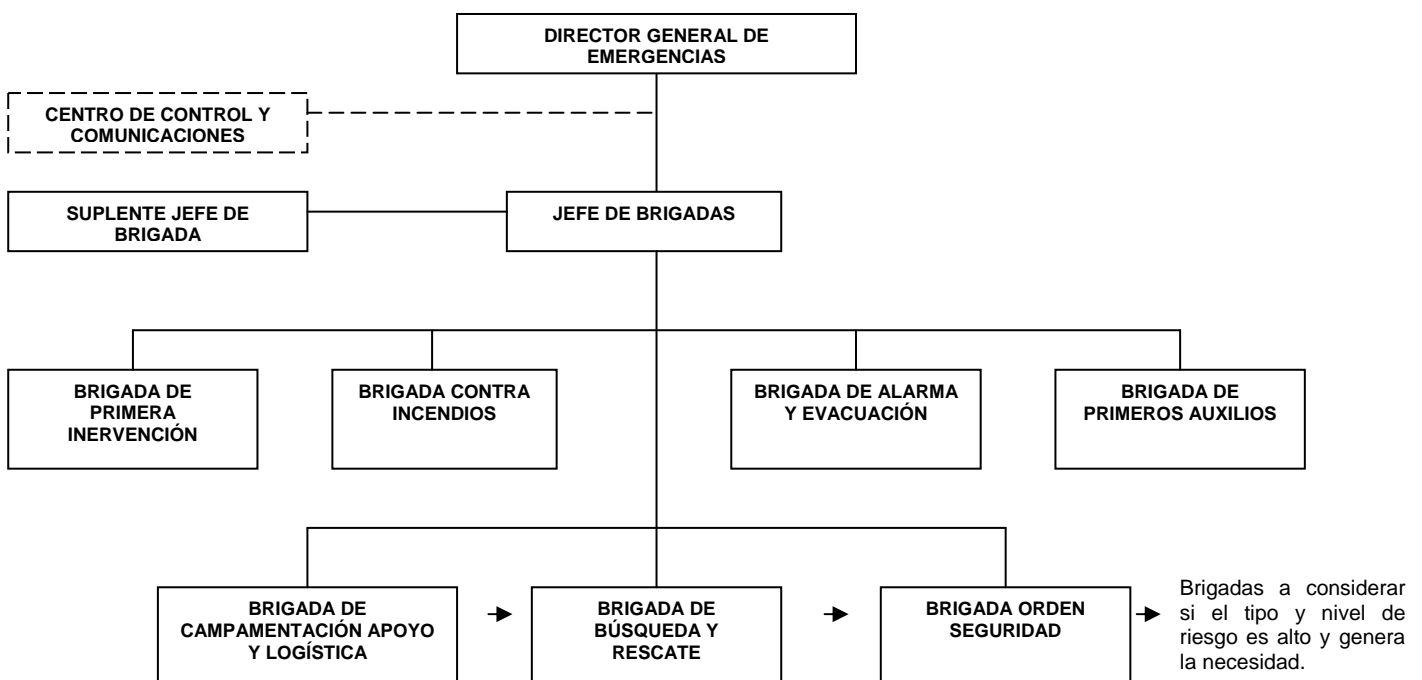 DIRECTOR GENERAL DE
EMERGENCIAS
CENTRO DE CONTROL Y
COMUNICACIONES
SUPLENTE JEFE DE
BRIGADA
JEFE DE BRIGADAS
BRIGADA DE
PRIMERA
INERVENCIÓN
BRIGADA CONTRA
INCENDIOS
BRIGADA DE ALARMA
Y EVACUACIÓN
BRIGADA DE
PRIMEROS AUXILIOS
BRIGADA DE
CAMPAMENTACIÓN APOYO
Y LOGÍSTICA
BRIGADA DE
BÚSQUEDA Y
RESCATE
BRIGADA ORDEN
SEGURIDAD
Brigadas a considerar
si el tipo y nivel de
riesgo es alto y genera
la necesidad.